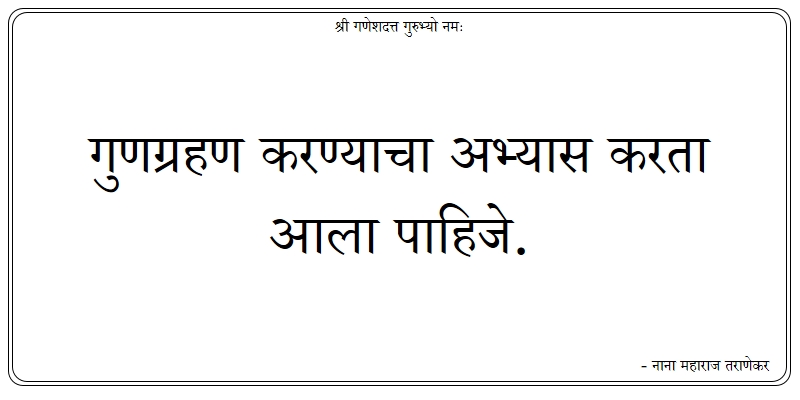 श्री गणेशदत्त गुरुभ्यो नमः
गुणग्रहण करण्याचा अभ्यास करता
आला पाहिजे.
- नाना महाराज तराणेकर